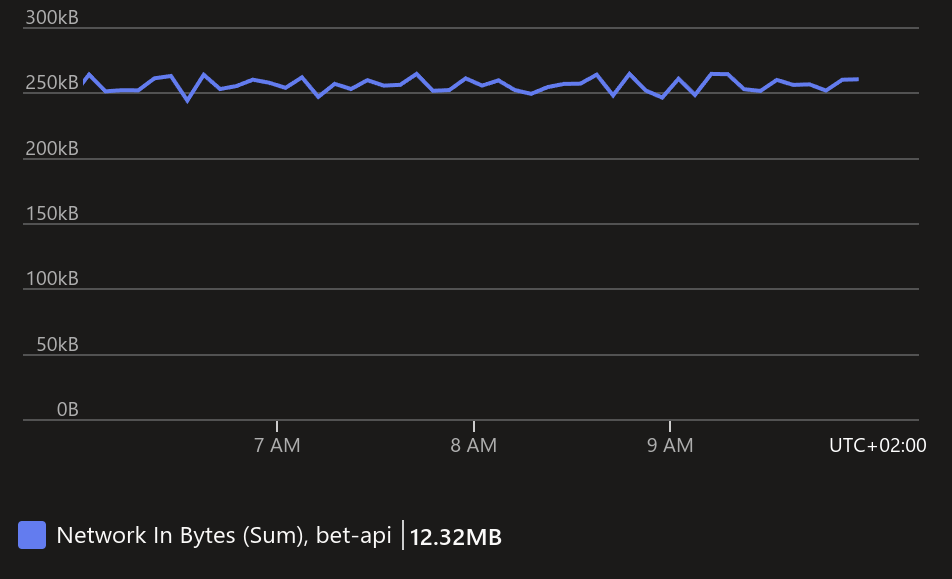 300kB
250kB
200kB
150kB
100kB
50kB
0B
7 AM 8 AM 9 AM UTC+02:00
Network In Bytes (Sum), bet-api 12.32MB